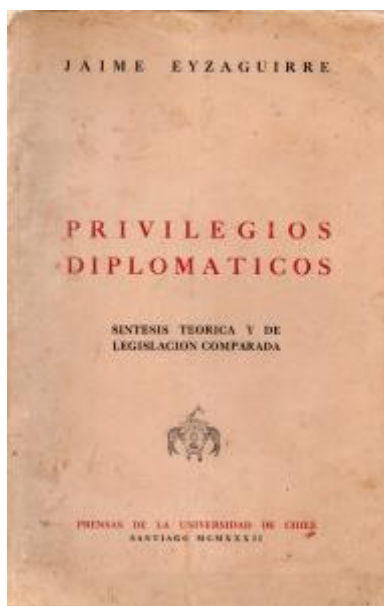 JAIME EYZAGUIRRE
PRIVILEGIOS
DIPLOMATICOS
SINTESIS TEORICA Y DE
LEGISLACION COMPARADA
PRENSAS DE LA UNIVERSIDAD DE CHILE
SANTIAGO MCMXXXII